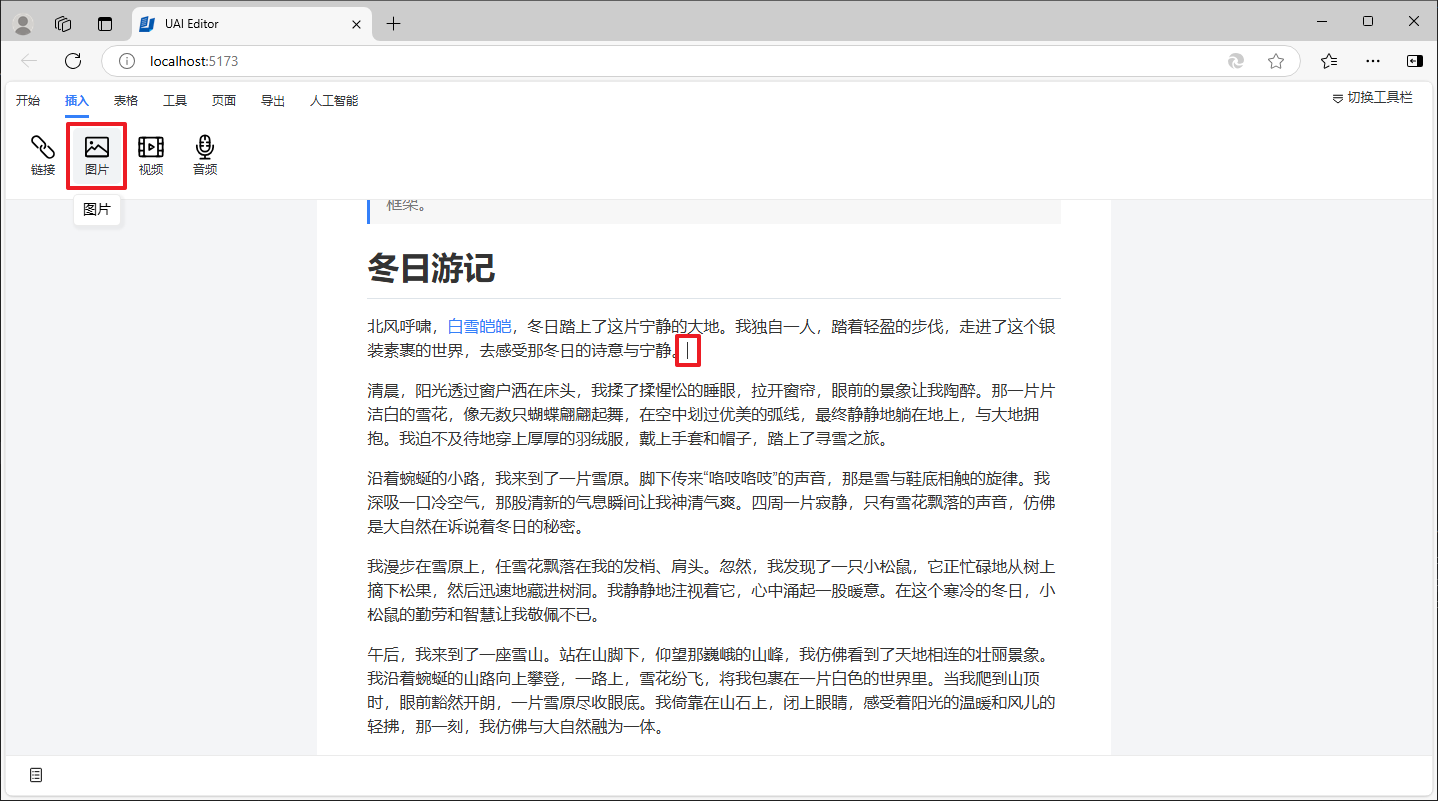 UAI Editor
localhost:5173
开始 插入 表格 工具 页面 导出 人工智能 切换工具栏
链接 图片 视频 音频
图片
框架。
冬日游记
北风呼啸，白雪皑皑，冬日踏上了这片宁静的大地。我独自一人，踏着轻盈的步伐，走进了这个银
装素裹的世界，去感受那冬日的诗意与宁静。
清晨，阳光透过窗户洒在床头，我揉了揉惺忪的睡眼，拉开窗帘，眼前的景象让我陶醉。那一片片
洁白的雪花，像无数只蝴蝶翩翩起舞，在空中划过优美的弧线，最终静静地躺在地上，与大地拥
抱。我迫不及待地穿上厚厚的羽绒服，戴上手套和帽子，踏上了寻雪之旅。
沿着蜿蜒的小路，我来到了一片雪原。脚下传来“咯吱咯吱”的声音，那是雪与鞋底相触的旋律。我
深吸一口冷空气，那股清新的气息瞬间让我神清气爽。四周一片寂静，只有雪花飘落的声音，仿佛
是大自然在诉说着冬日的秘密。
我漫步在雪原上，任雪花飘落在我的发梢、肩头。忽然，我发现了一只小松鼠，它正忙碌地从树上
摘下松果，然后迅速地藏进树洞。我静静地注视着它，心中涌起一股暖意。在这个寒冷的冬日，小
松鼠的勤劳和智慧让我敬佩不已。
午后，我来到了一座雪山。站在山脚下，仰望那巍峨的山峰，我仿佛看到了天地相连的壮丽景象。
我沿着蜿蜒的山路向上攀登，一路上，雪花纷飞，将我包裹在一片白色的世界里。当我爬到山顶
时，眼前豁然开朗，一片雪原尽收眼底。我倚靠在山石上，闭上眼睛，感受着阳光的温暖和风儿的
轻拂，那一刻，我仿佛与大自然融为一体。